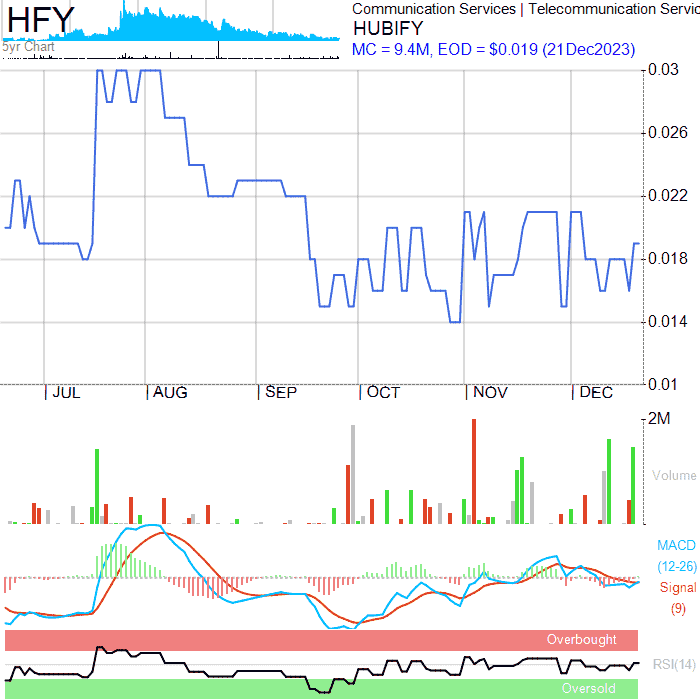 HFY
5yr Chart
Communication Services | Telecommunication Servic
HUBIFY
MC = 9.4M, EOD = $0.019 (21Dec2023)
0.03
0.026
0.022
0.018
0.014
0.01
JUL AUG SEP OCT NOV DEC
2M
Volume
MACD
(12-26)
Signal
(9)
Overbought
RSI(14)
Oversold